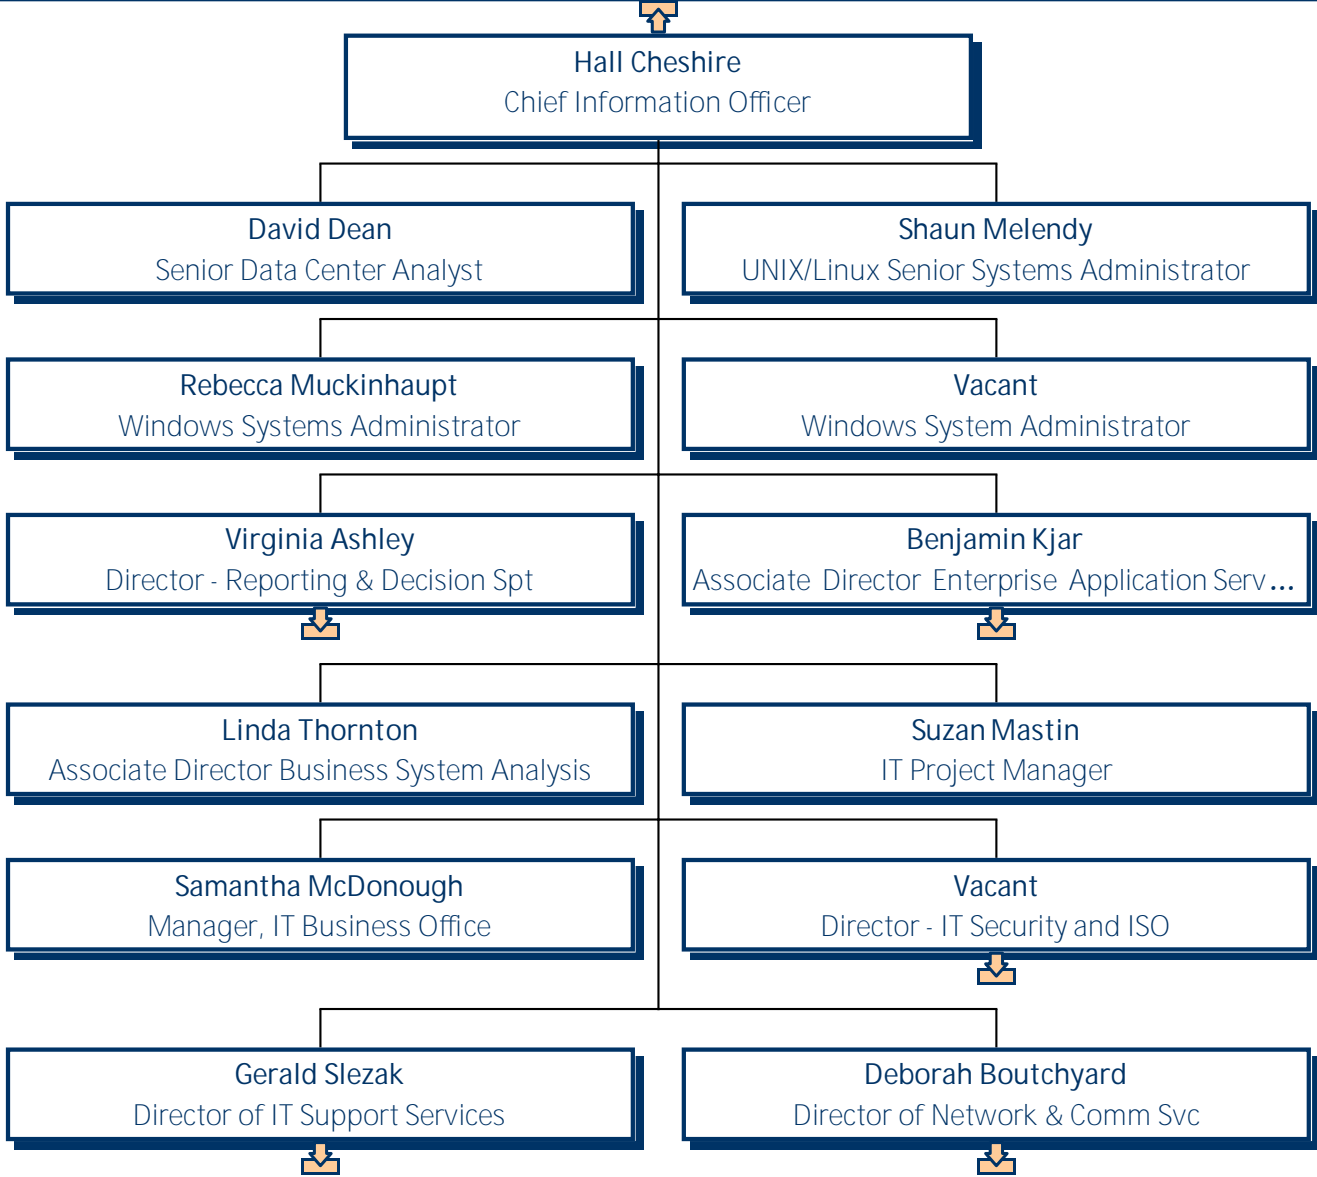 Hall Cheshire
Chief Information Officer
David Dean
Senior Data Center Analyst
Shaun Melendy
UNIX/Linux Senior Systems Administrator
Rebecca Muckinhaupt
Windows Systems Administrator
Vacant
Windows System Administrator
Virginia Ashley
Director - Reporting & Decision Spt
Benjamin Kjar
Associate Director Enterprise Application Serv...
Linda Thornton
Associate Director Business System Analysis
Suzan Mastin
IT Project Manager
Samantha McDonough
Manager, IT Business Office
Vacant
Director - IT Security and ISO
Gerald Slezak
Director of IT Support Services
Deborah Boutchyard
Director of Network & Comm Svc